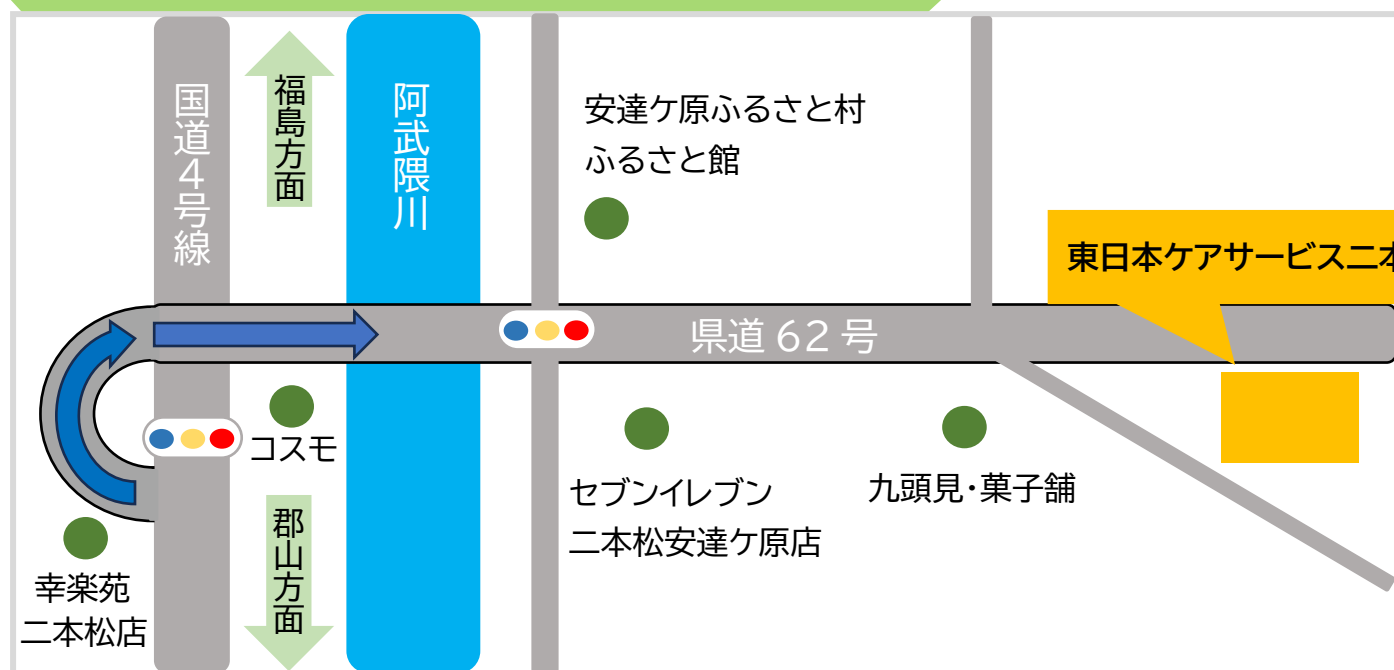 国道4号線
福島方面
阿武隈川
安達ケ原ふるさと村
ふるさと館
東日本ケアサービス二本
県道62号
コスモ
セブンイレブン
二本松安達ケ原店
九頭見・菓子舗
郡山方面
幸楽苑
二本松店